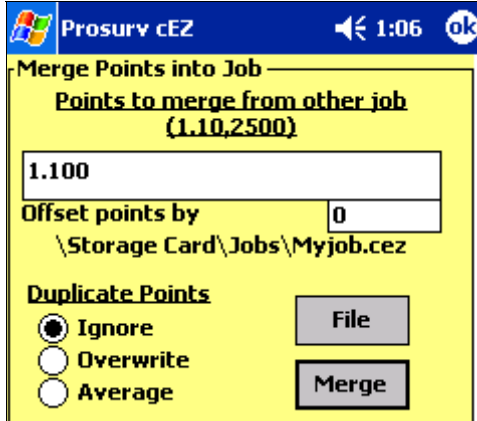 Prosurv cEZ 1:06 ok
Merge Points into Job
Points to merge from other job
(1.10,2500)
1.100
Offset points by 0
\Storage Card\Jobs\Myjob.cez
Duplicate Points
Ignore
File
Overwrite
Merge
Average